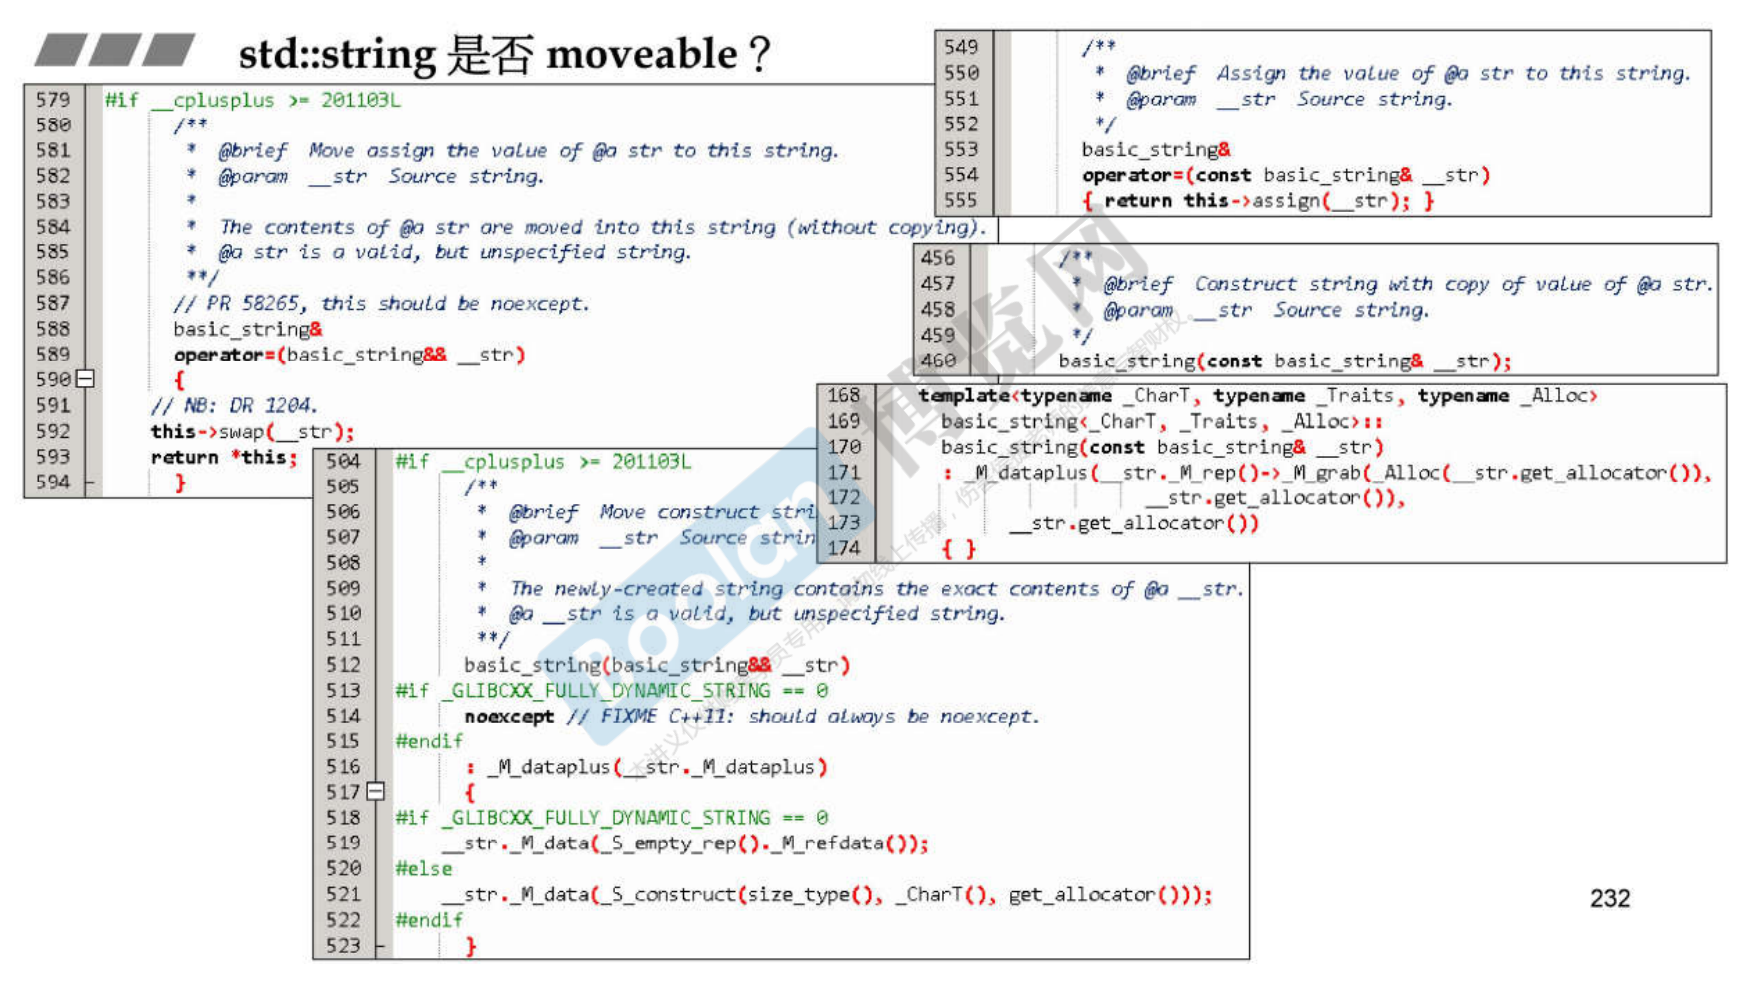 std::string 是否 moveable？
579 #if __cplusplus >= 201103L
580 /**
581 * @brief Move assign the value of @a str to this string.
582 * @param __str Source string.
583 *
584 * The contents of @a str are moved into this string (without copying).
585 * @a str is a valid, but unspecified string.
586 **/
587 // PR 58265, this should be noexcept.
588 basic_string&
589 operator=(basic_string&& __str)
590 {
591 // NB: DR 1204.
592 this->swap(__str);
593 return *this;
594 }
549 /**
550 * @brief Assign the value of @a str to this string.
551 * @param __str Source string.
552 */
553 basic_string&
554 operator=(const basic_string& __str)
555 { return this->assign(__str); }
456 /**
457 * @brief Construct string with copy of value of @a str.
458 * @param __str Source string.
459 */
460 basic_string(const basic_string& __str);
168 template<typename _CharT, typename _Traits, typename _Alloc>
169 basic_string<_CharT, _Traits, _Alloc>::
170 basic_string(const basic_string& __str)
171 : _M_dataplus(__str._M_rep()->_M_grab(_Alloc(__str.get_allocator()),
172 __str.get_allocator()),
173 __str.get_allocator())
174 { }
504 #if __cplusplus >= 201103L
505 /**
506 * @brief Move construct stri
507 * @param __str Source strin
508 *
509 * The newly-created string contains the exact contents of @a __str.
510 * @a __str is a valid, but unspecified string.
511 **/
512 basic_string(basic_string&& __str)
513 #if _GLIBCXX_FULLY_DYNAMIC_STRING == 0
514 noexcept // FIXME C++11: should always be noexcept.
515 #endif
516 : _M_dataplus(__str._M_dataplus)
517 {
518 #if _GLIBCXX_FULLY_DYNAMIC_STRING == 0
519 __str._M_data(_S_empty_rep()._M_refdata());
520 #else
521 __str._M_data(_S_construct(size_type(), _CharT(), get_allocator()));
522 #endif
523 }
232
Boolan 博览网